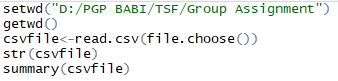 setwd("D:/PGP BABI/TSF/Group Assignment")
getwd()
csvfile<-read.csv(file.choose())
str(csvfile)
summary(csvfile)